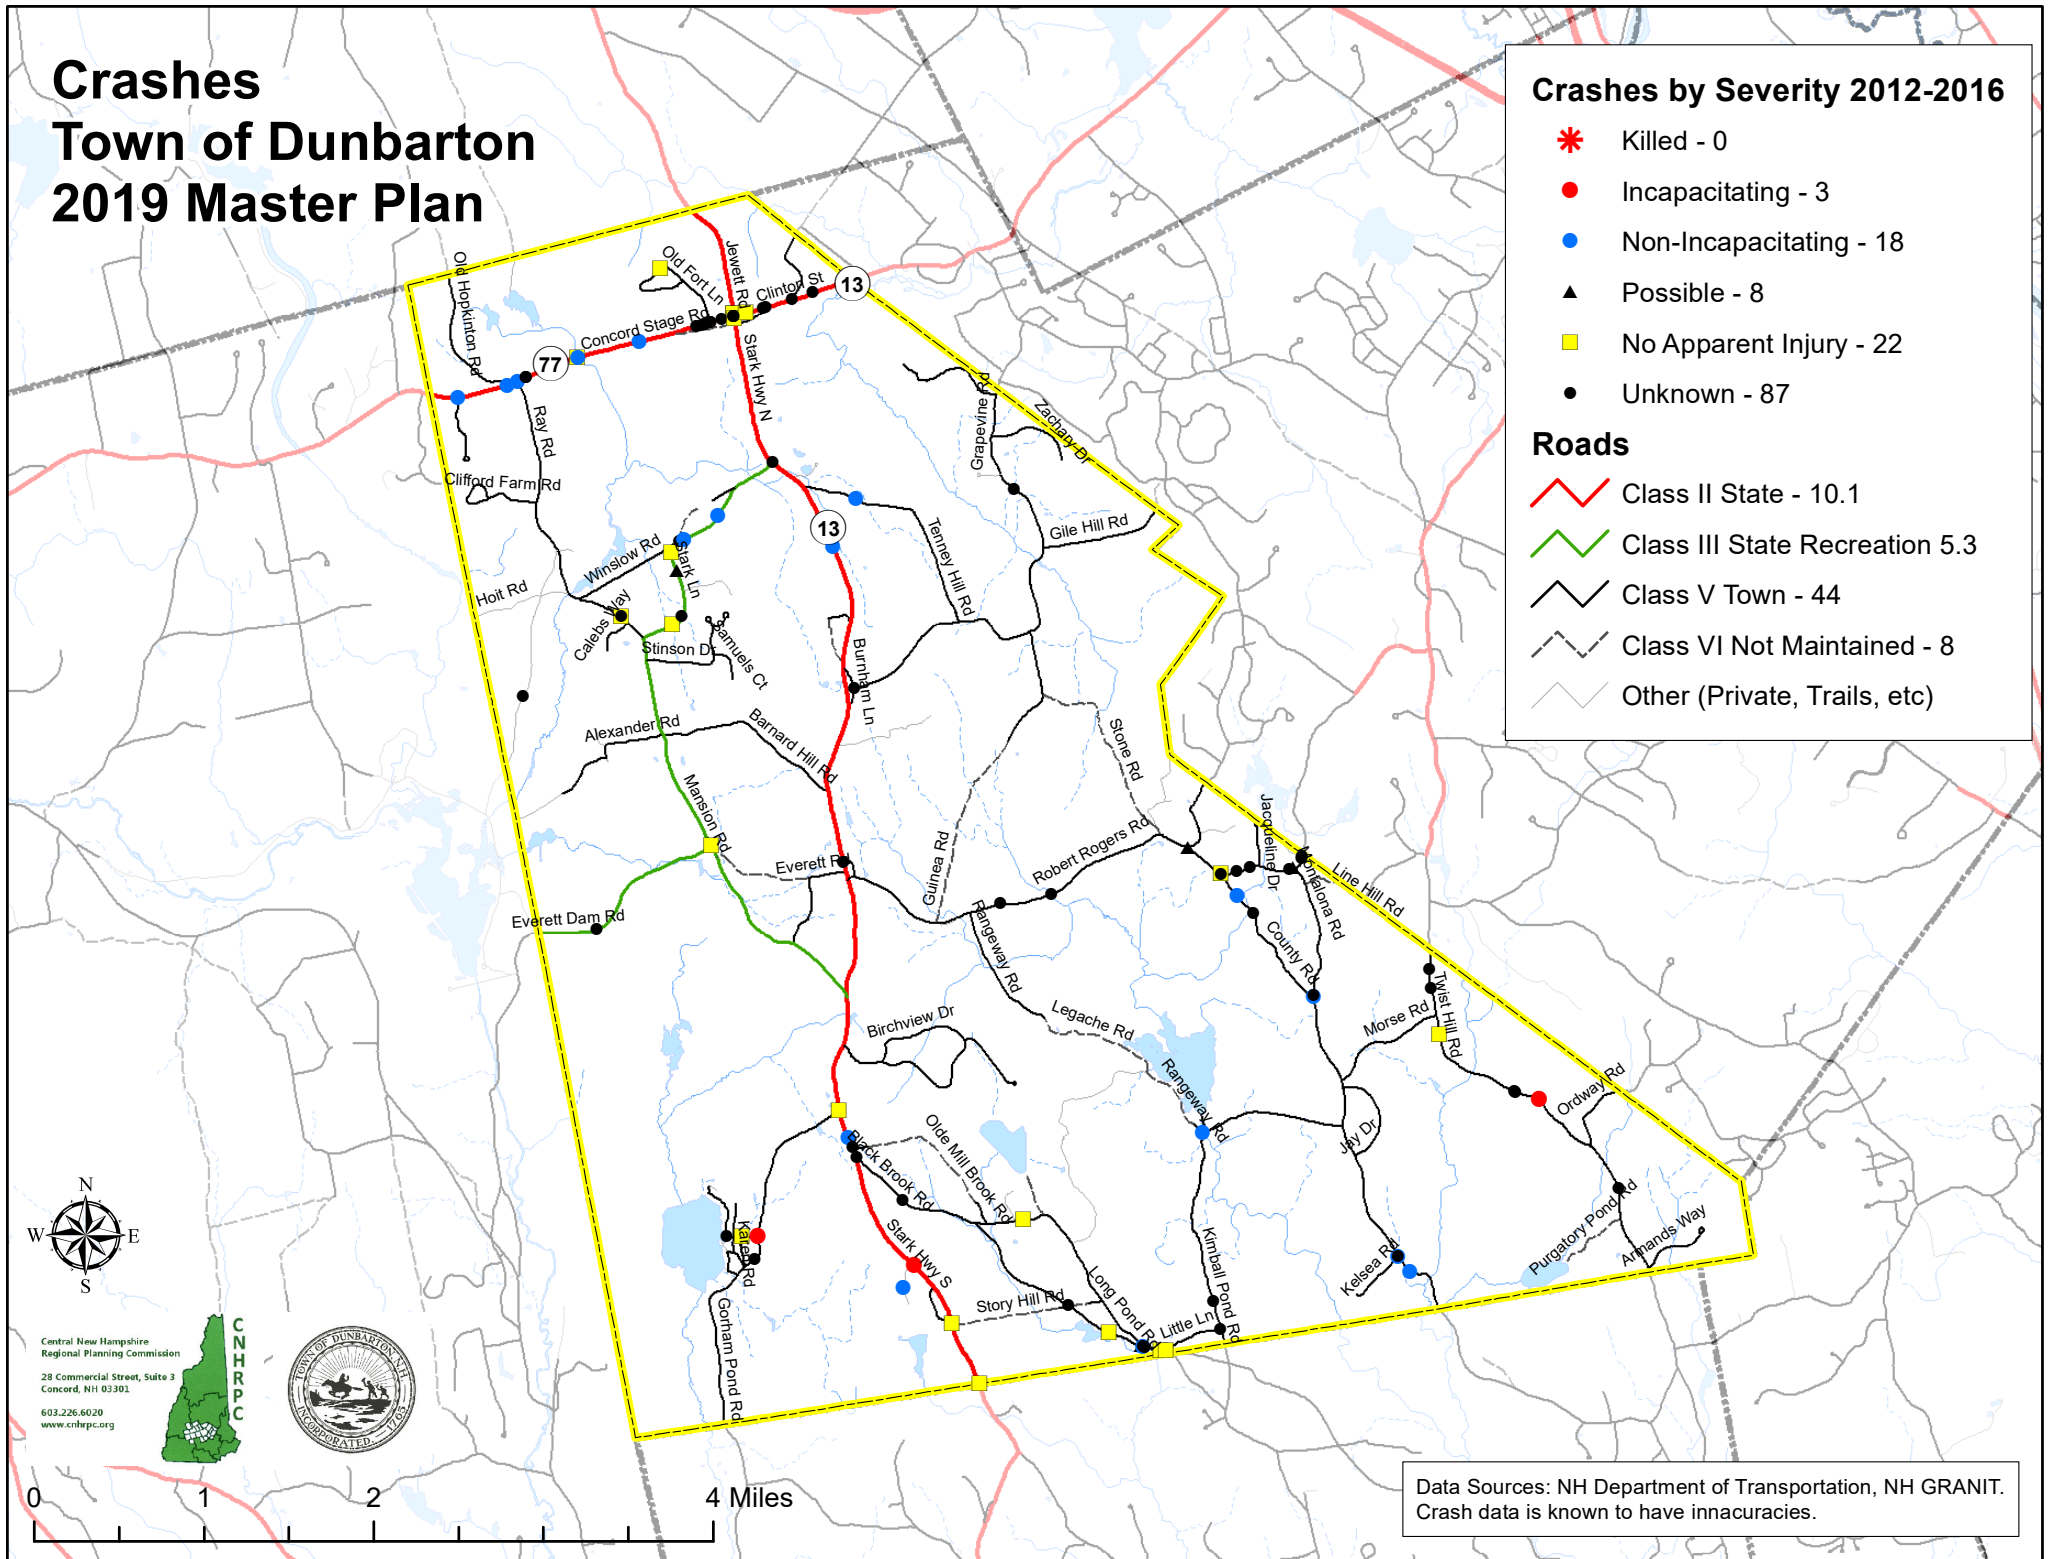 Crashes
Town of Dunbarton
2019 Master Plan
Crashes by Severity 2012-2016
Killed - 0
Incapacitating - 3
Non-Incapacitating - 18
Possible - 8
No Apparent Injury - 22
Unknown - 87
Roads
Class II State - 10.1
Class III State Recreation 5.3
Class V Town - 44
Class VI Not Maintained - 8
Other (Private, Trails, etc)
Old Hopkinton Rd
Old Fort Ln
Jewett Rd
Clinton St
13
Concord Stage Rd
77
Stark Hwy N
Ray Rd
Grapevine Rd
Zachary Dr
Clifford Farm Rd
13
Gile Hill Rd
Tenney Hill Rd
Winslow Rd
Stark Ln
Hoit Rd
Calebs Way
Stinson Dr
Samuels Ct
Burnham Ln
Alexander Rd
Barnard Hill Rd
Stone Rd
Mansion Rd
Everett Rd
Guinea Rd
Robert Rogers Rd
Jacqueline Dr
Montalona Rd
Line Hill Rd
Everett Dam Rd
Rangeway Rd
County Rd
Legache Rd
Morse Rd
Twist Hill Rd
Birchview Dr
Rangeway Rd
Ordway Rd
Jay Dr
Black Brook Rd
Olde Mill Brook Rd
Karen Rd
Stark Hwy S
Kimball Pond Rd
Kelsea Rd
Purgatory Pond Rd
Armands Way
Gorham Pond Rd
Story Hill Rd
Long Pond Rd
Little Ln
N
W
E
S
Central New Hampshire
Regional Planning Commission
28 Commercial Street, Suite 3
Concord, NH 03301
603.226.6020
www.cnhrpc.org
CNHRPC
TOWN OF DUNBARTON, N.H.
INCORPORATED. 1765
0 1 2 4 Miles
Data Sources: NH Department of Transportation, NH GRANIT.
Crash data is known to have innacuracies.